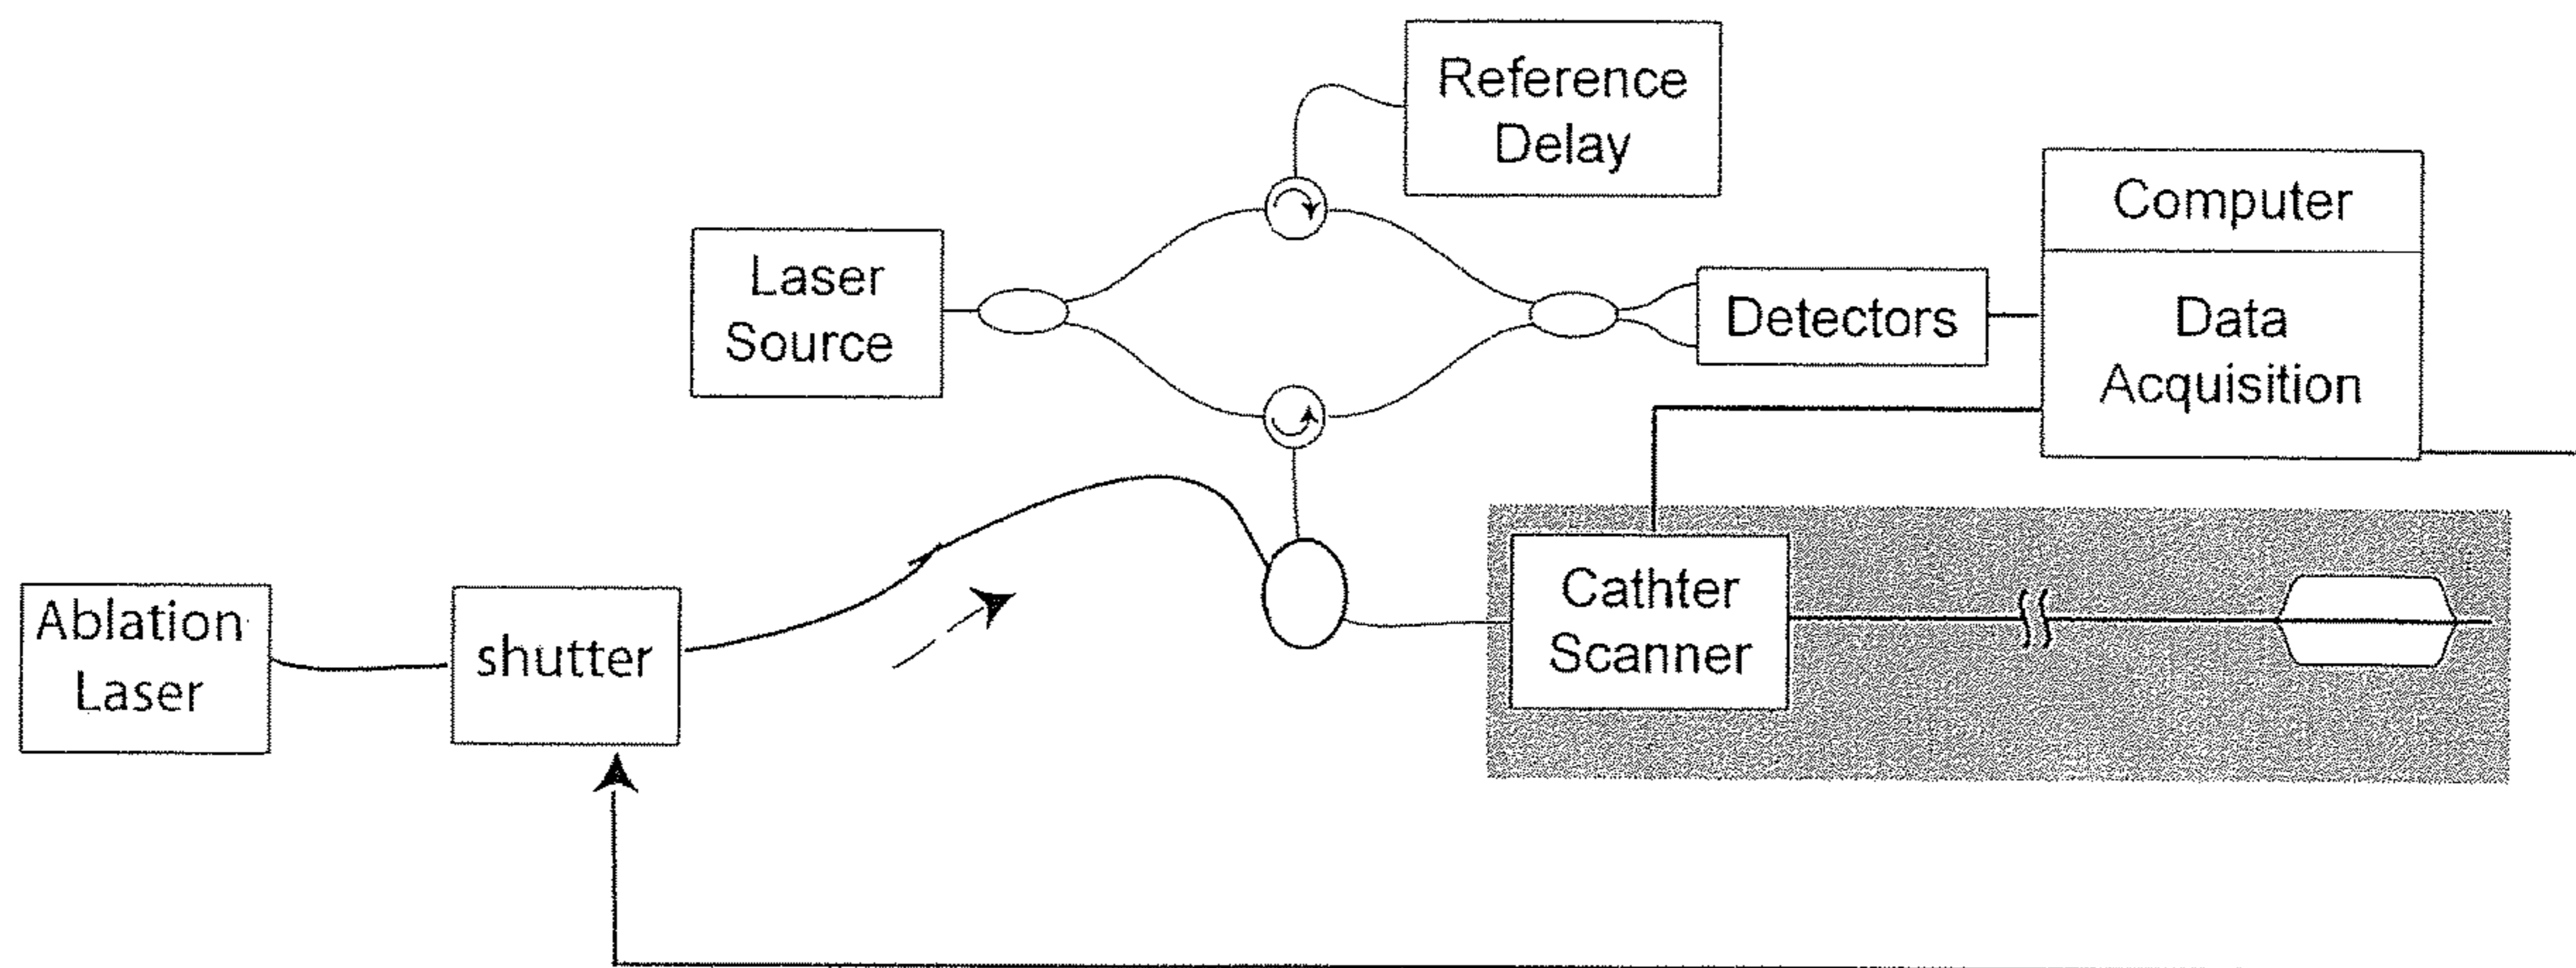 Reference
Delay
Computer
Laser
Source
Detectors
Data
Acquisition
Ablation
Laser
shutter
Cathter
Scanner